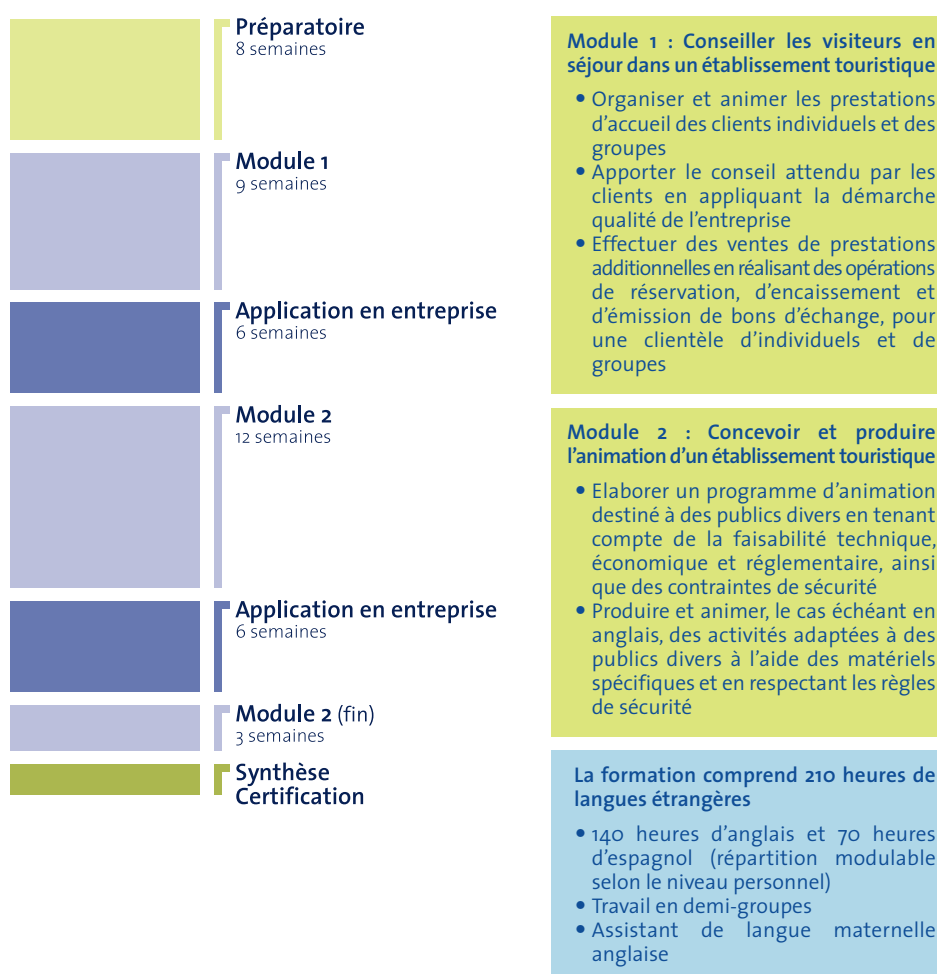 Préparatoire
8 semaines
Module 1
9 semaines
Application en entreprise
6 semaines
Module 2
12 semaines
Application en entreprise
6 semaines
Module 2 (fin)
3 semaines
Synthèse
Certification
Module 1 : Conseiller les visiteurs en
séjour dans un établissement touristique
• Organiser et animer les prestations
d’accueil des clients individuels et des
groupes
• Apporter le conseil attendu par les
clients en appliquant la démarche
qualité de l’entreprise
• Effectuer des ventes de prestations
additionnelles en réalisant des opérations
de réservation, d’encaissement et
d’émission de bons d’échange, pour
une clientèle d’individuels et de
groupes
Module 2 : Concevoir et produire
l’animation d’un établissement touristique
• Elaborer un programme d’animation
destiné à des publics divers en tenant
compte de la faisabilité technique,
économique et réglementaire, ainsi
que des contraintes de sécurité
• Produire et animer, le cas échéant en
anglais, des activités adaptées à des
publics divers à l’aide des matériels
spécifiques et en respectant les règles
de sécurité
La formation comprend 210 heures de
langues étrangères
• 140 heures d’anglais et 70 heures
d’espagnol (répartition modulable
selon le niveau personnel)
• Travail en demi-groupes
• Assistant de langue maternelle
anglaise